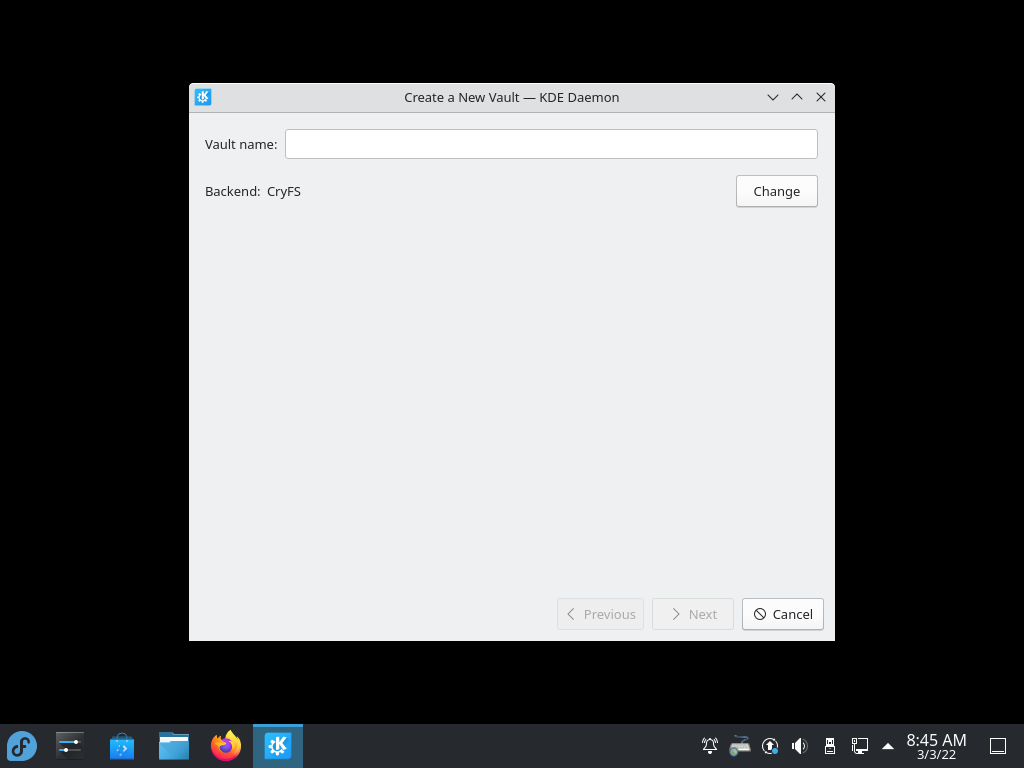 Create a New Vault — KDE Daemon
Vault name:
Backend: CryFS
Change
Previous
Next
Cancel
8:45 AM
3/3/22